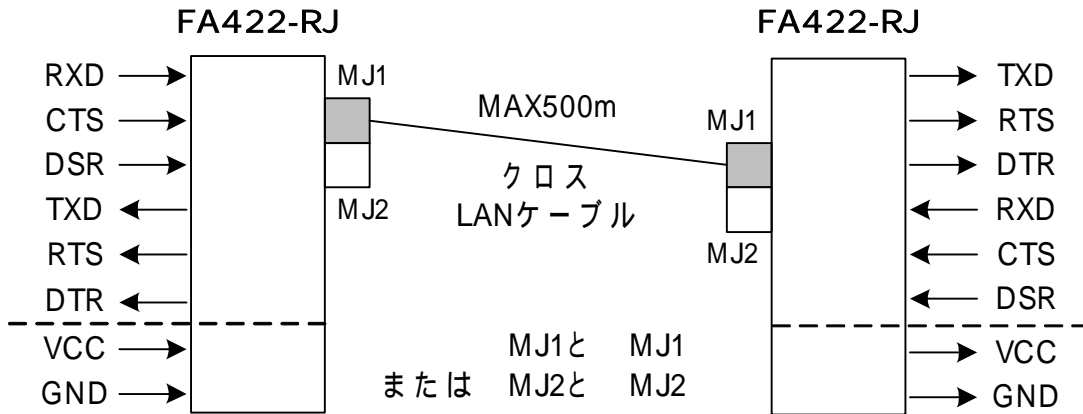 FA422-RJ
FA422-RJ
RXD
CTS
DSR
TXD
RTS
DTR
VCC
GND
MJ1
MJ2
MAX500m
クロス
LANケーブル
MJ1
MJ2
TXD
RTS
DTR
RXD
CTS
DSR
VCC
GND
MJ1と MJ1
または MJ2と MJ2